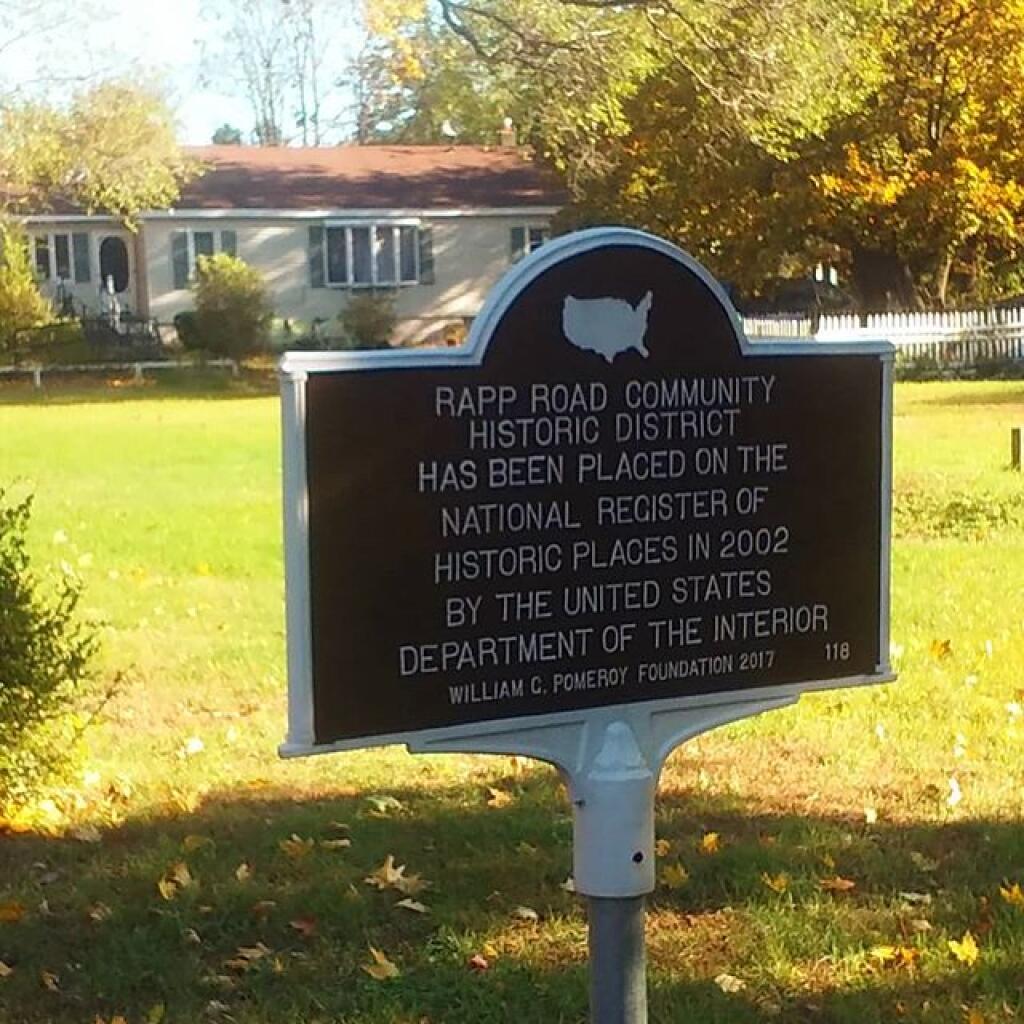 RAPP ROAD COMMUNITY
HISTORIC DISTRICT
HAS BEEN PLACED ON THE
NATIONAL REGISTER OF
HISTORIC PLACES IN 2002
BY THE UNITED STATES
DEPARTMENT OF THE INTERIOR
WILLIAM G. POMEROY FOUNDATION 2017 118